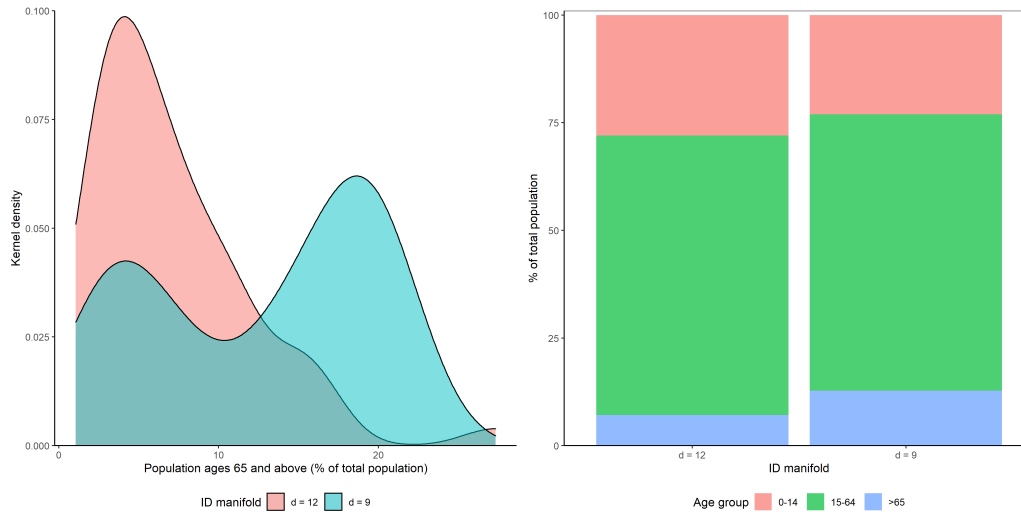 0.100
0.075
0.050
0.025
0.000
Kernel density
0
10
20
Population ages 65 and above (% of total population)
ID manifold
d = 12
d = 9
100
75
50
25
0
% of total population
d = 12
d = 9
ID manifold
Age group
0-14
15-64
>65